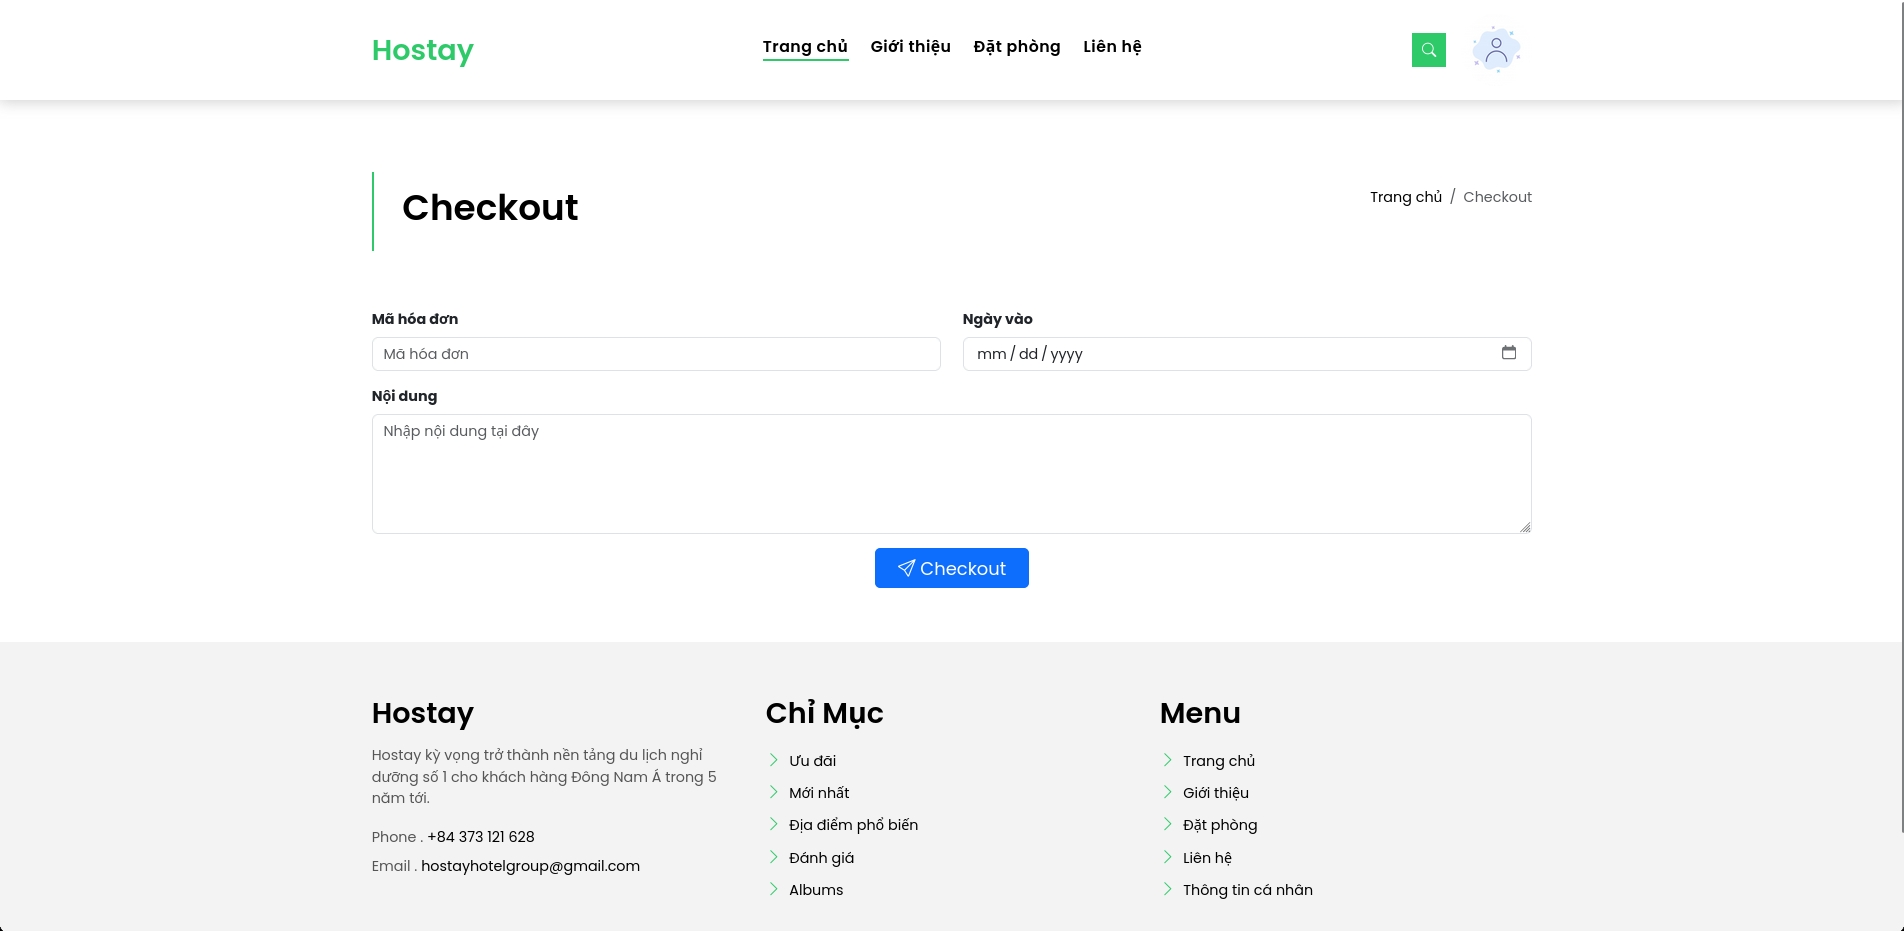 Hostay
Trang chủ
Giới thiệu
Đặt phòng
Liên hệ
Checkout
Trang chủ / Checkout
Mã hóa đơn
Ngày vào
Mã hóa đơn
mm / dd / yyyy
Nội dung
Nhập nội dung tại đây
Checkout
Hostay
Hostay kỳ vọng trở thành nền tảng du lịch nghỉ
dưỡng số 1 cho khách hàng Đông Nam Á trong 5
năm tới.
Phone . +84 373 121 628
Email . hostayhotelgroup@gmail.com
Chỉ Mục
Ưu đãi
Mới nhất
Địa điểm phổ biến
Đánh giá
Albums
Menu
Trang chủ
Giới thiệu
Đặt phòng
Liên hệ
Thông tin cá nhân